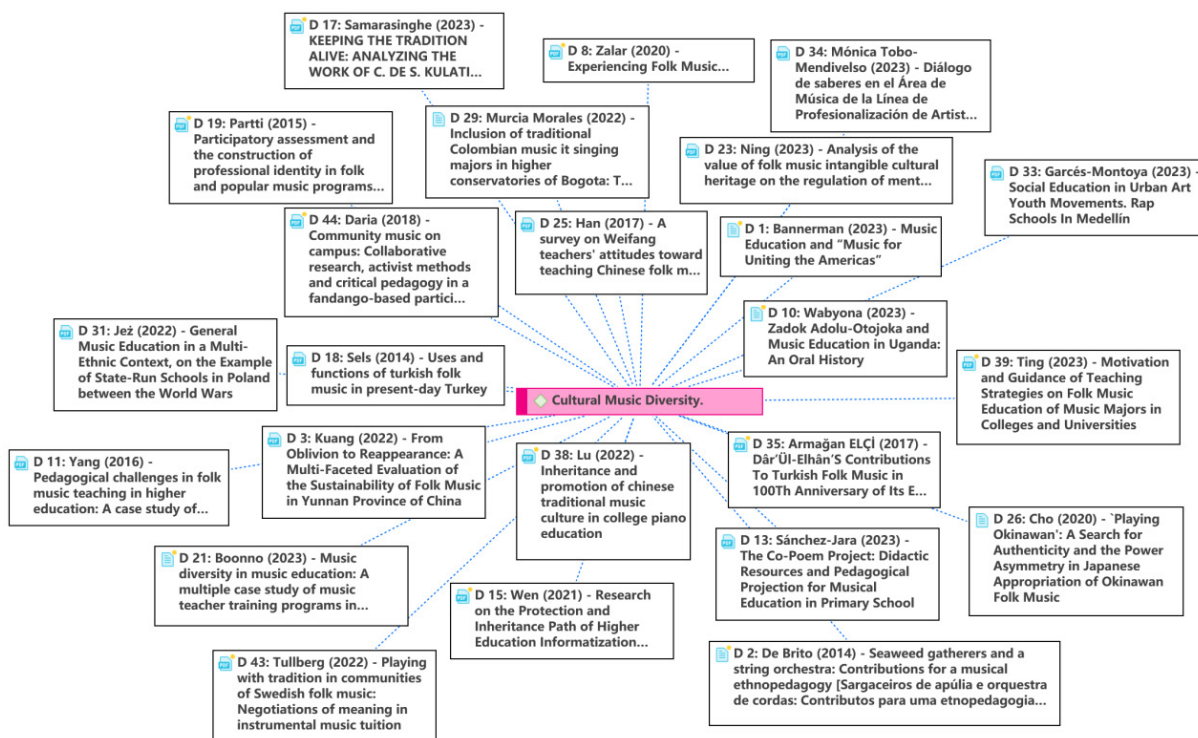 D 17: Samarasinghe (2023) -
KEEPING THE TRADITION
ALIVE: ANALYZING THE
WORK OF C. DE S. KULATI...
D 8: Zalar (2020) -
Experiencing Folk Music...
D 34: Mónica Tobo-
Mendivelso (2023) - Diálogo
de saberes en el Área de
Música de la Línea de
Profesionalización de Artist...
D 19: Partti (2015) -
Participatory assessment and
the construction of
professional identity in folk
and popular music programs...
D 29: Murcia Morales (2022) -
Inclusion of traditional
Colombian music it singing
majors in higher
conservatories of Bogota: T...
D 23: Ning (2023) - Analysis of the
value of folk music intangible cultural
heritage on the regulation of ment...
D 33: Garcés-Montoya (2023) -
Social Education in Urban Art
Youth Movements. Rap
Schools In Medellín
D 44: Daria (2018) -
Community music on
campus: Collaborative
research, activist methods
and critical pedagogy in a
fandango-based partici...
D 25: Han (2017) - A
survey on Weifang
teachers' attitudes toward
teaching Chinese folk m...
D 1: Bannerman (2023) - Music
Education and "Music for
Uniting the Americas"
D 10: Wabyona (2023) -
Zadok Adolu-Otojoka and
Music Education in Uganda:
An Oral History
D 31: Jeż (2022) - General
Music Education in a Multi-
Ethnic Context, on the Example
of State-Run Schools in Poland
between the World Wars
D 18: Sels (2014) - Uses and
functions of turkish folk
music in present-day Turkey
D 39: Ting (2023) - Motivation
and Guidance of Teaching
Strategies on Folk Music
Education of Music Majors in
Colleges and Universities
Cultural Music Diversity.
D 3: Kuang (2022) - From
Oblivion to Reappearance: A
Multi-Faceted Evaluation of
the Sustainability of Folk Music
in Yunnan Province of China
D 38: Lu (2022) -
Inheritance and
promotion of chinese
traditional music
culture in college piano
education
D 35: Armağan ELÇİ (2017) -
Dâr'Ül-Elhân'S Contributions
To Turkish Folk Music in
100Th Anniversary of Its E...
D 11: Yang (2016) -
Pedagogical challenges in folk
music teaching in higher
education: A case study of...
D 26: Cho (2020) - `Playing
Okinawan': A Search for
Authenticity and the Power
Asymmetry in Japanese
Appropriation of Okinawan
Folk Music
D 13: Sánchez-Jara (2023) -
The Co-Poem Project: Didactic
Resources and Pedagogical
Projection for Musical
Education in Primary School
D 21: Boonno (2023) - Music
diversity in music education: A
multiple case study of music
teacher training programs in...
D 15: Wen (2021) - Research
on the Protection and
Inheritance Path of Higher
Education Informatization...
D 43: Tullberg (2022) - Playing
with tradition in communities
of Swedish folk music:
Negotiations of meaning in
instrumental music tuition
D 2: De Brito (2014) - Seaweed
gatherers and a
string orchestra: Contributions for a musical
ethnopedagogy [Sargaceiros de apúlia e orquestra
de cordas: Contributos para uma etnopedagogia...